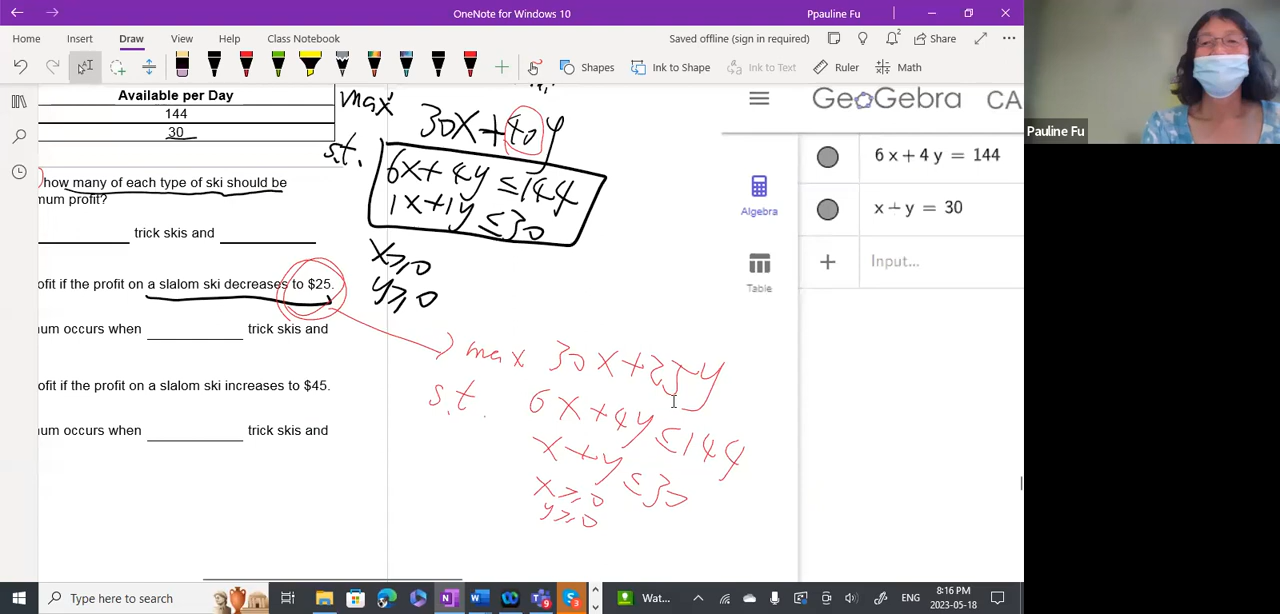 OneNote for Windows 10
Ppauline Fu
Home Insert Draw View Help Class Notebook
Saved offline (sign in required)
Share
Shapes
Ink to Shape
Ink to Text
Ruler
Math
Available per Day
144
30
how many of each type of ski should be
mum profit?
trick skis and
ofit if the profit on a slalom ski decreases to $25.
um occurs when trick skis and
ofit if the profit on a slalom ski increases to $45.
um occurs when trick skis and
max 30x+40y
s.t. 6x+4y≤144
1x+1y≤30
x≥0
y≥0
max 30x+25y
s.t. 6x+4y≤144
x+y≤30
x≥0
y≥0
GeoGebra CA
Algebra
Table
6 x + 4 y = 144
x + y = 30
Input...
Pauline Fu
Type here to search
Wat...
ENG
8:16 PM
2023-05-18